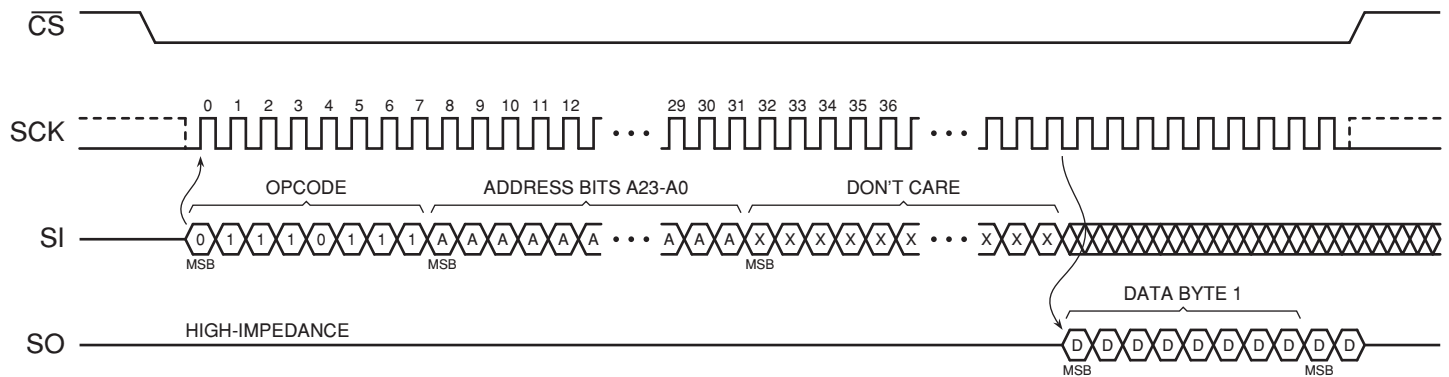 C̅S̅
0 1 2 3 4 5 6 7 8 9 10 11 12 29 30 31 32 33 34 35 36
SCK
OPCODE ADDRESS BITS A23-A0 DON'T CARE
SI 0 1 1 1 0 1 1 1 A A A A A A • • • A A A X X X X X X • • • X X X
MSB MSB MSB
DATA BYTE 1
HIGH-IMPEDANCE
SO D D D D D D D D D D
MSB MSB